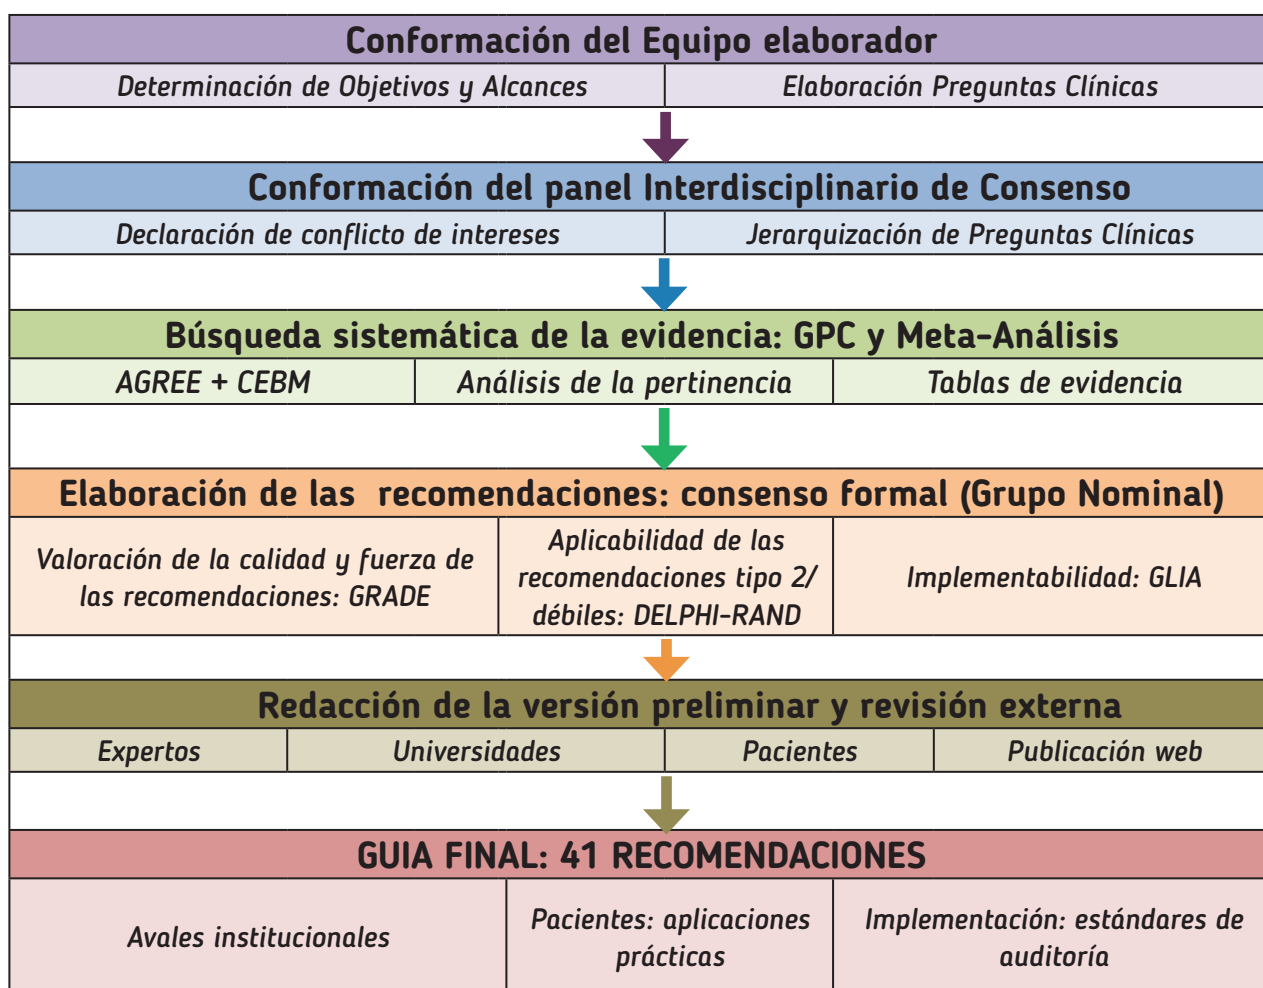 Conformación del Equipo elaborador
Determinación de Objetivos y Alcances
Elaboración Preguntas Clínicas
Conformación del panel Interdisciplinario de Consenso
Declaración de conflicto de intereses
Jerarquización de Preguntas Clínicas
Búsqueda sistemática de la evidencia: GPC y Meta-Análisis
AGREE + CEBM
Análisis de la pertinencia
Tablas de evidencia
Elaboración de las recomendaciones: consenso formal (Grupo Nominal)
Valoración de la calidad y fuerza de
las recomendaciones: GRADE
Aplicabilidad de las
recomendaciones tipo 2/
débiles: DELPHI-RAND
Implementabilidad: GLIA
Redacción de la versión preliminar y revisión externa
Expertos
Universidades
Pacientes
Publicación web
GUIA FINAL: 41 RECOMENDACIONES
Avales institucionales
Pacientes: aplicaciones
prácticas
Implementación: estándares de
auditoría